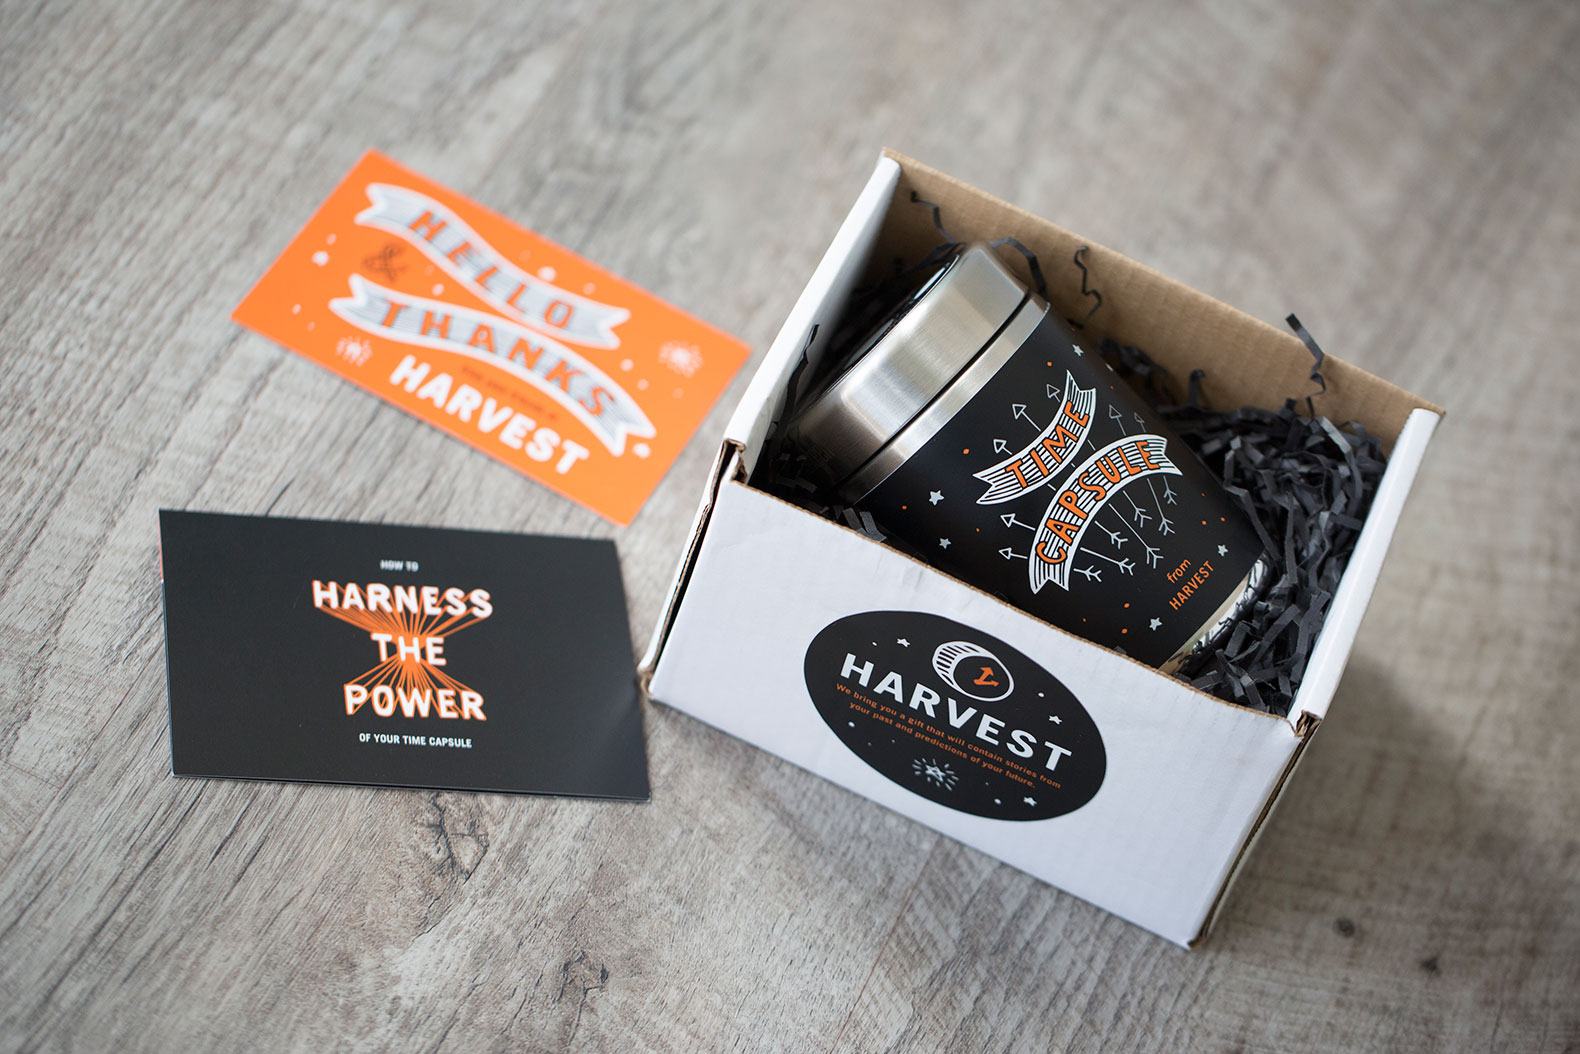 HELLO
&
THANKS
HARVEST
HOW TO
HARNESS
THE
POWER
OF YOUR TIME CAPSULE
TIME
CAPSULE
from
HARVEST
HARVEST
We bring you a gift that will contain stories from
your past and predictions of your future.